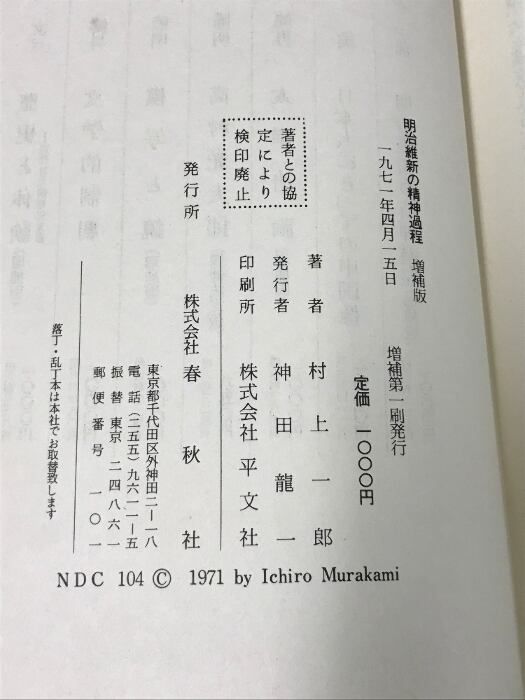 明治維新の精神過程 増補版
一九七一年四月一五日 増補第一刷発行
定価 一〇〇〇円
著者 村上一郎
発行者 神田龍一
印刷所 株式会社 平文社
著者との協
定により
検印廃止
発行所 株式会社 春秋社
東京都千代田区外神田二ー一八
電話(二五五)九六一一ー五
振替東京二四八六一
郵便番号 一〇一
落丁・乱丁本は本社でお取替致します
NDC 104 © 1971 by Ichiro Murakami